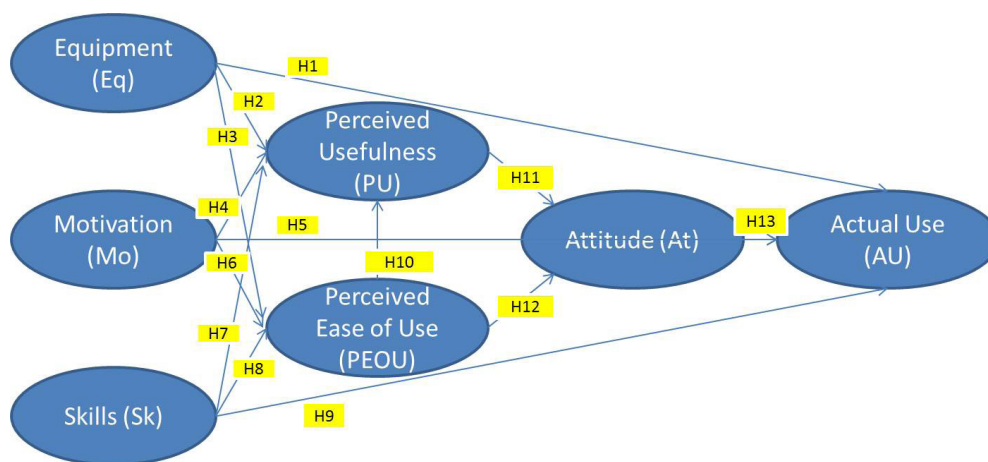 Equipment
(Eq)
H1
H2
H3
Perceived
Usefulness
(PU)
H11
Motivation
(Mo)
H4
H5
H6
H10
Attitude (At)
H13
Actual Use
(AU)
Perceived
Ease of Use
(PEOU)
H12
H7
H8
Skills (Sk)
H9